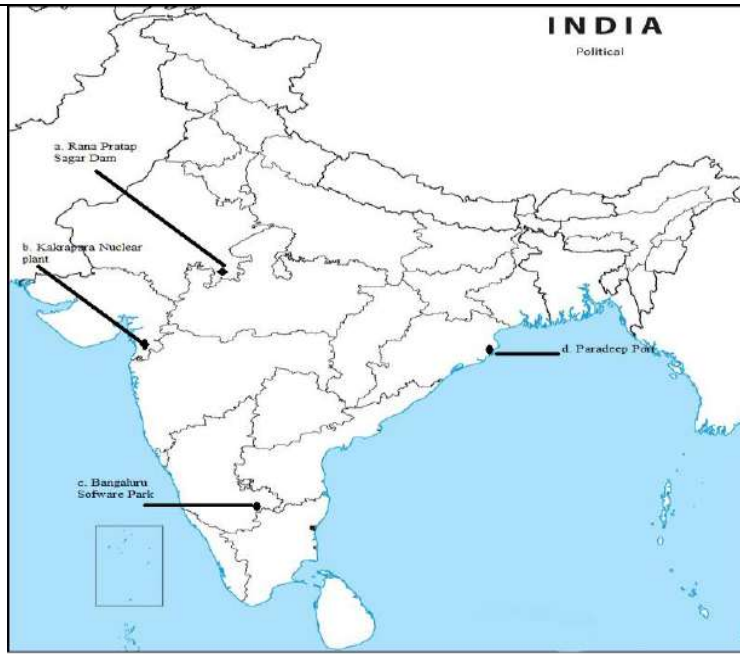 INDIA
Political
a. Rana Pratap
Sagar Dam
b. Kakrapara Nuclear
plant
d. Paradeep Port
c. Bangaluru
Sofware Park